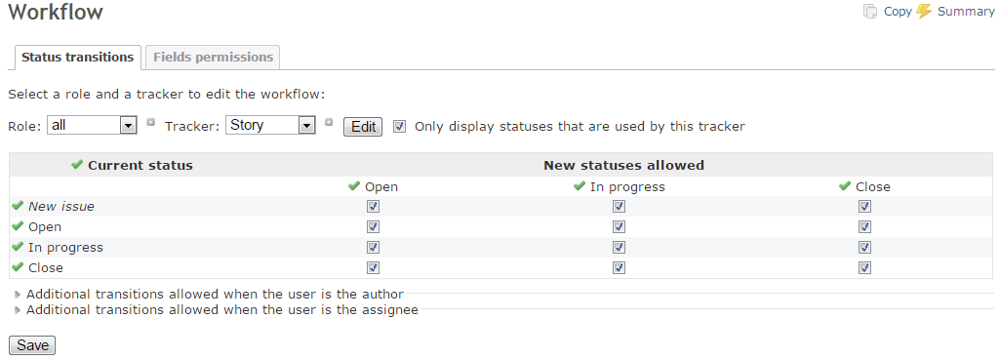 Workflow
Copy Summary
Status transitions Fields permissions
Select a role and a tracker to edit the workflow:
Role: all Tracker: Story Edit Only display statuses that are used by this tracker
Current status New statuses allowed
Open In progress Close
New issue
Open
In progress
Close
Additional transitions allowed when the user is the author
Additional transitions allowed when the user is the assignee
Save